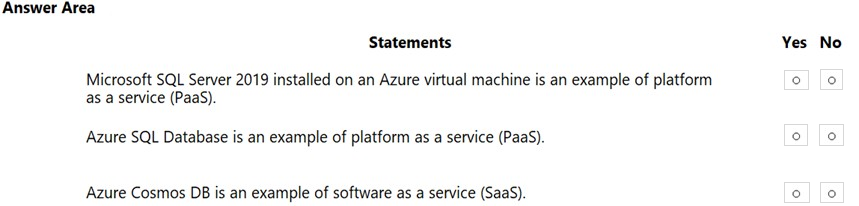 Answer Area
Statements Yes No
Microsoft SQL Server 2019 installed on an Azure virtual machine is an example of platform
as a service (PaaS).
Azure SQL Database is an example of platform as a service (PaaS).
Azure Cosmos DB is an example of software as a service (SaaS).